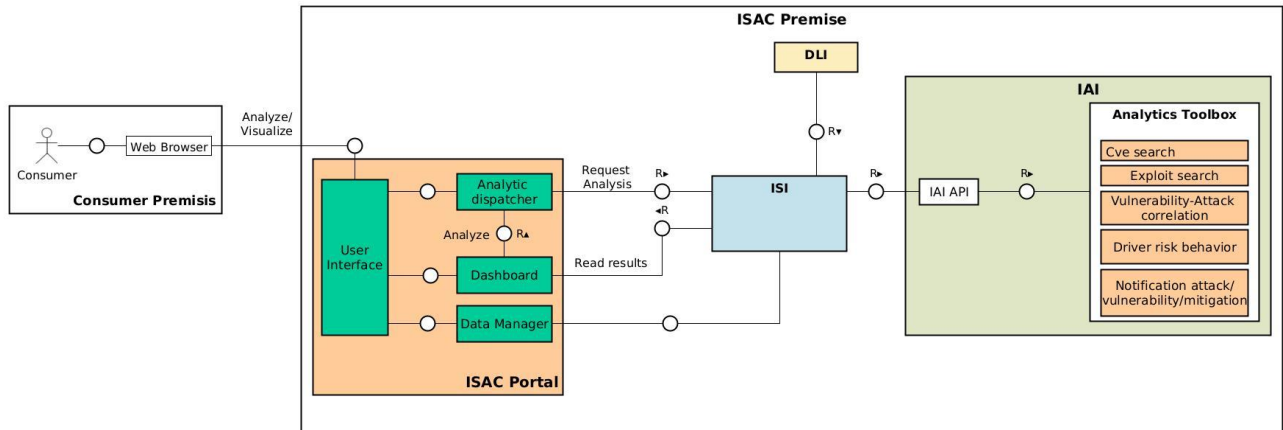 ISAC Premise
DLI
R▾
IAI
Analytics Toolbox
Cve search
Exploit search
Vulnerability-Attack
correlation
Driver risk behavior
Notification attack/
vulnerability/mitigation
IAI API
R▸
R▸
ISI
R▸
◂R
Request
Analysis
Read results
Analyze/
Visualize
Consumer
Web Browser
Consumer Premisis
User
Interface
Analytic
dispatcher
Analyze
R▴
Dashboard
Data Manager
ISAC Portal